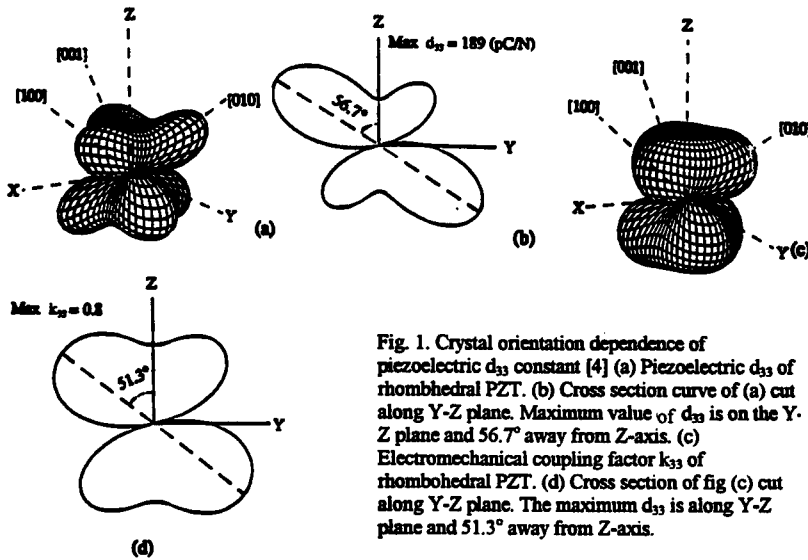 Z
[001]
[100]
[010]
X
Y
(a)
Z
Max d₃₃ = 189 (pC/N)
56.7°
Y
(b)
Z
[001]
[100]
[010]
X
Y
(c)
Z
Max k₃₃ = 0.8
51.3°
Y
(d)
Fig. 1. Crystal orientation dependence of
piezoelectric d₃₃ constant [4] (a) Piezoelectric d₃₃ of
rhombhedral PZT. (b) Cross section curve of (a) cut
along Y-Z plane. Maximum value of d₃₃ is on the Y-
Z plane and 56.7° away from Z-axis. (c)
Electromechanical coupling factor k₃₃ of
rhombohedral PZT. (d) Cross section of fig (c) cut
along Y-Z plane. The maximum d₃₃ is along Y-Z
plane and 51.3° away from Z-axis.